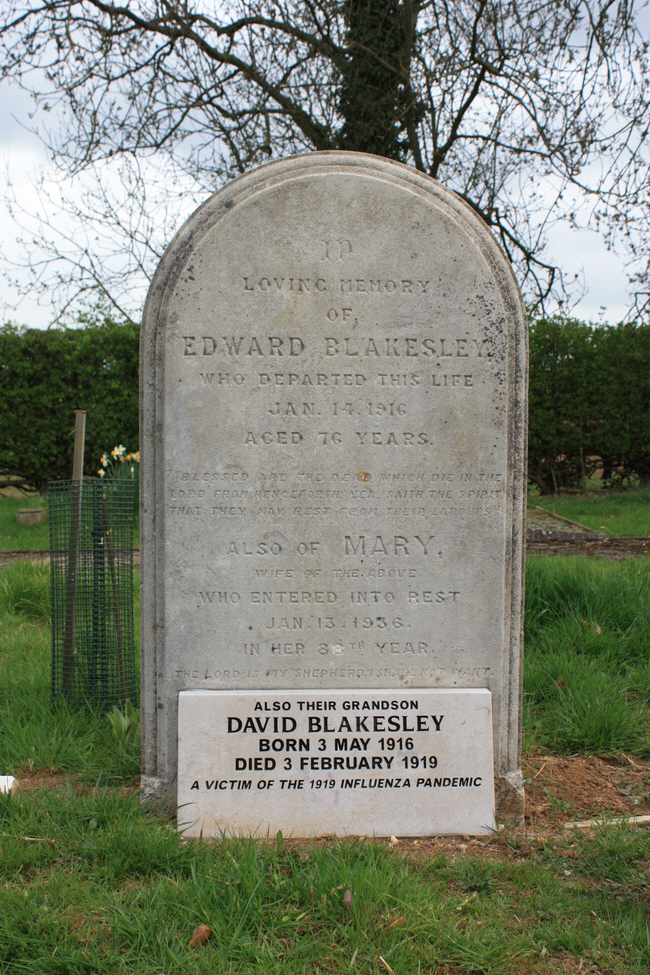 In
LOVING MEMORY
OF
EDWARD BLAKESLEY.
WHO DEPARTED THIS LIFE
JAN. 14. 1916
AGED 76 YEARS.
"BLESSED ARE THE DEAD WHICH DIE IN THE
LORD FROM HENCEFORTH, YEA, SAITH THE SPIRIT
THAT THEY MAY REST FROM THEIR LABOURS"
ALSO OF MARY,
WIFE OF THE ABOVE
WHO ENTERED INTO REST
JAN. 13. 1936.
IN HER 88TH YEAR.
THE LORD IS MY SHEPHERD, I SHALL NOT WANT.
ALSO THEIR GRANDSON
DAVID BLAKESLEY
BORN 3 MAY 1916
DIED 3 FEBRUARY 1919
A VICTIM OF THE 1919 INFLUENZA PANDEMIC